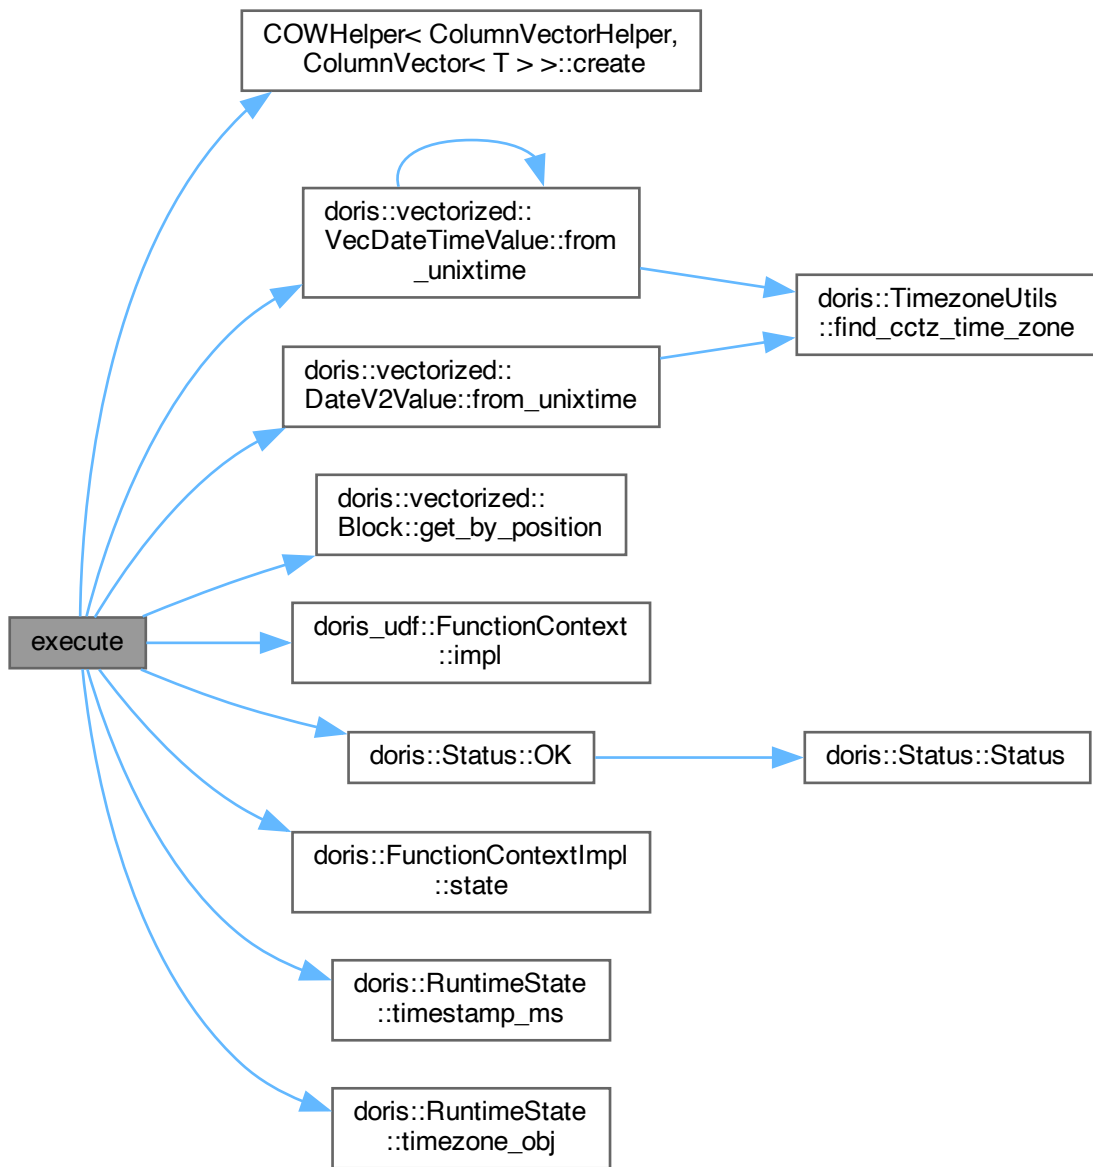 COWHelper< ColumnVectorHelper,
ColumnVector< T > >::create
doris::vectorized::
VecDateTimeValue::from
_unixtime
doris::TimezoneUtils
::find_cctz_time_zone
doris::vectorized::
DateV2Value::from_unixtime
doris::vectorized::
Block::get_by_position
execute
doris_udf::FunctionContext
::impl
doris::Status::OK
doris::Status::Status
doris::FunctionContextImpl
::state
doris::RuntimeState
::timestamp_ms
doris::RuntimeState
::timezone_obj